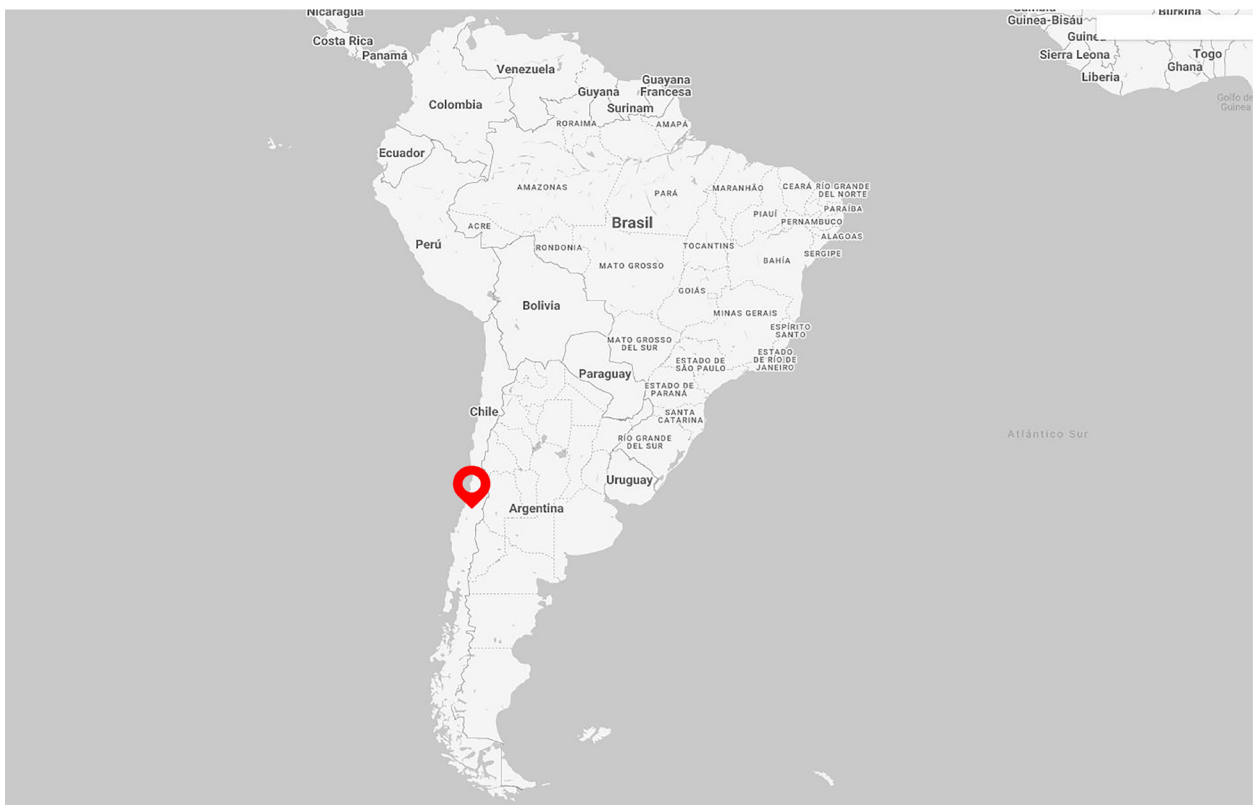 Nicaragua
Costa Rica
Panamá
Venezuela
Colombia
Guyana
Guayana
Francesa
Surinam
RORAIMA
AMAPÁ
Ecuador
AMAZONAS
PARÁ
MARANHÃO
CEARÁ
RÍO GRANDE
DEL NORTE
PARAÍBA
PIAUÍ
PERNAMBUCO
ALAGOAS
SERGIPE
ACRE
Brasil
Perú
RONDONIA
TOCANTINS
MATO GROSSO
BAHÍA
GOIÁS
Bolivia
MINAS GERAIS
ESPÍRITO
SANTO
MATO GROSSO
DEL SUR
ESTADO DE
SÃO PAULO
ESTADO
DE RÍO DE
JANEIRO
Paraguay
ESTADO DE
PARANÁ
Chile
SANTA
CATARINA
RÍO GRANDE
DEL SUR
Uruguay
Argentina
Atlántico Sur
Guinea-Bisáu
Sierra Leona
Liberia
Burkina
Togo
Ghana
Golfo de
Guinea